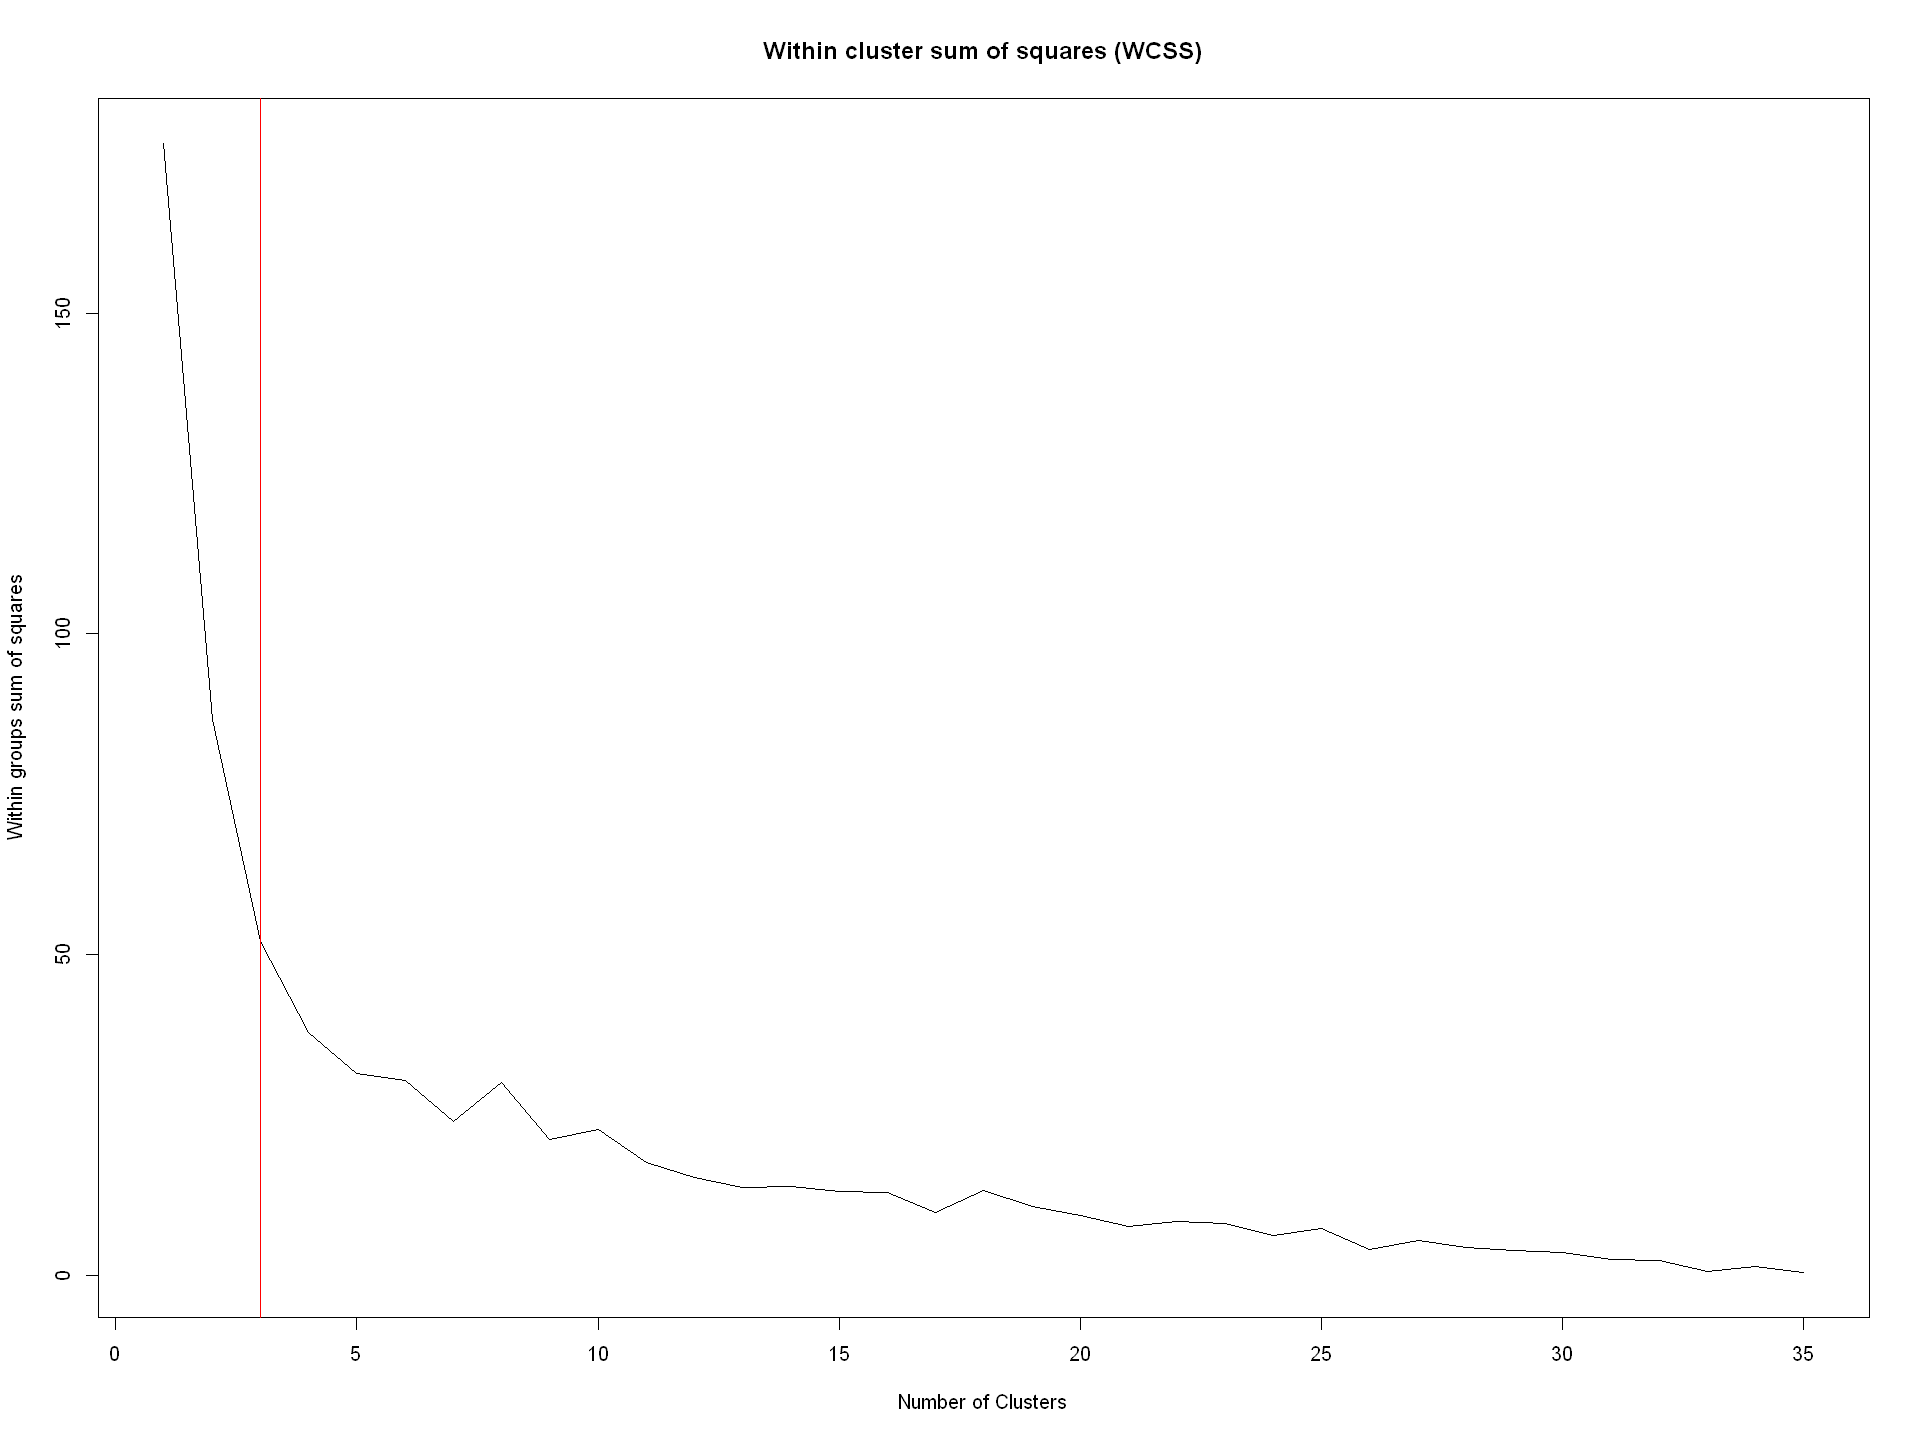 Within cluster sum of squares (WCSS)
Within groups sum of squares
150
100
50
0
0 5 10 15 20 25 30 35
Number of Clusters